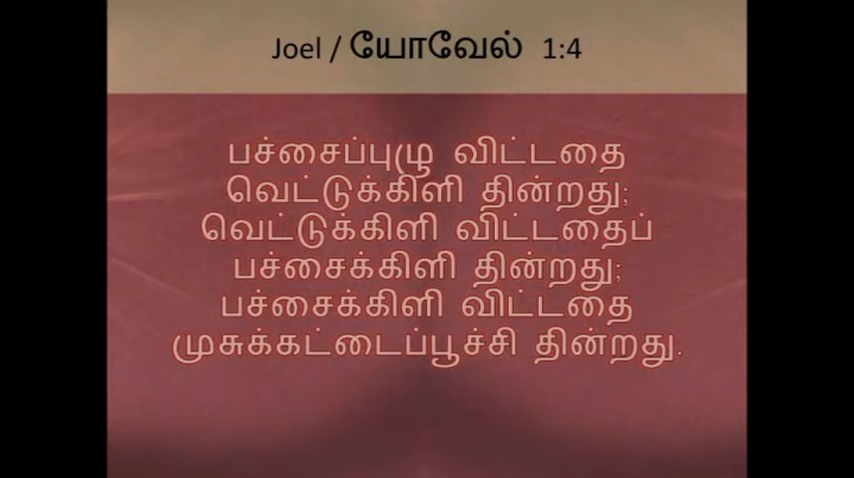 Joel / யோவேல் 1:4
பச்சைப்புழு விட்டதை
வெட்டுக்கிளி தின்றது;
வெட்டுக்கிளி விட்டதைப்
பச்சைக்கிளி தின்றது;
பச்சைக்கிளி விட்டதை
முசுக்கட்டைப்பூச்சி தின்றது.